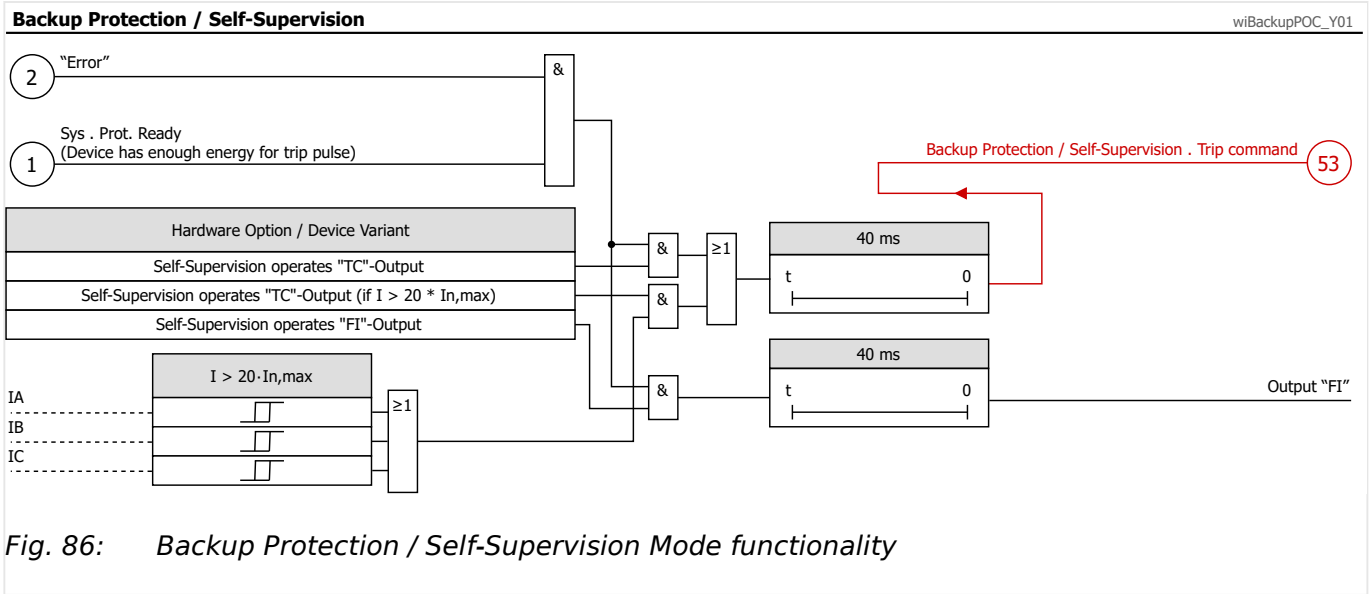 Backup Protection / Self-Supervision
wiBackupPOC_Y01
2
“Error”
&
1
Sys . Prot. Ready
(Device has enough energy for trip pulse)
Backup Protection / Self-Supervision . Trip command
53
Hardware Option / Device Variant
Self-Supervision operates "TC"-Output
Self-Supervision operates "TC"-Output (if I > 20 * In,max)
Self-Supervision operates "FI"-Output
&
≥1
&
40 ms
t
0
&
40 ms
t
0
Output “FI”
I > 20·In,max
IA
IB
IC
≥1
Fig. 86: Backup Protection / Self-Supervision Mode functionality